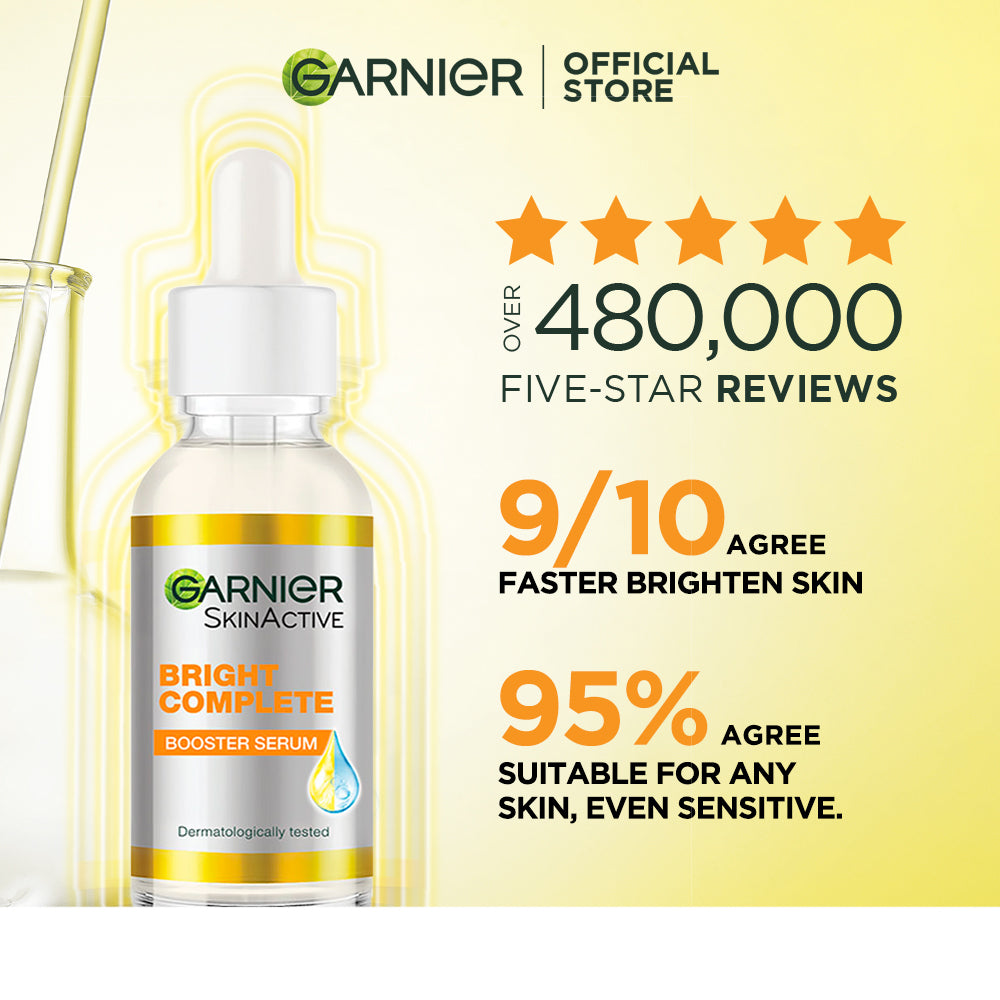 GARNIER
OFFICIAL
STORE
OVER
480,000
FIVE-STAR REVIEWS
9/10 AGREE
FASTER BRIGHTEN SKIN
95% AGREE
SUITABLE FOR ANY
SKIN, EVEN SENSITIVE.
GARNIER
SKINACTIVE
BRIGHT
COMPLETE
BOOSTER SERUM
Dermatologically tested